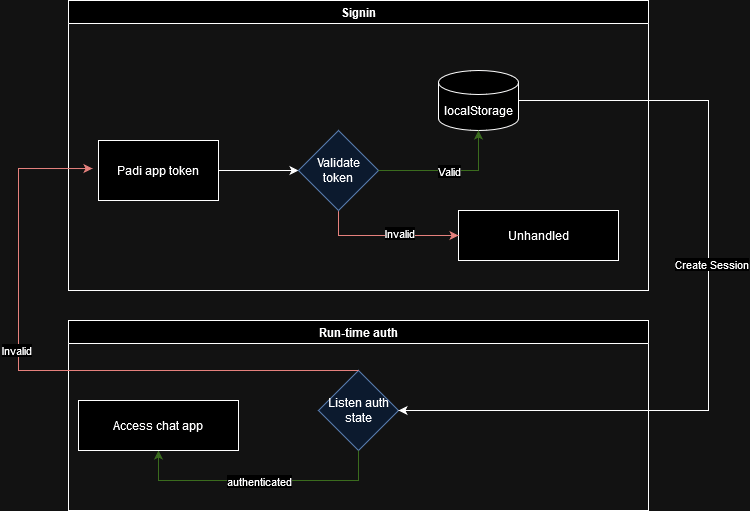 Signin
localStorage
Padi app token
Validate
token
Valid
Invalid
Unhandled
Create Session
Run-time auth
Invalid
Listen auth
state
Access chat app
authenticated